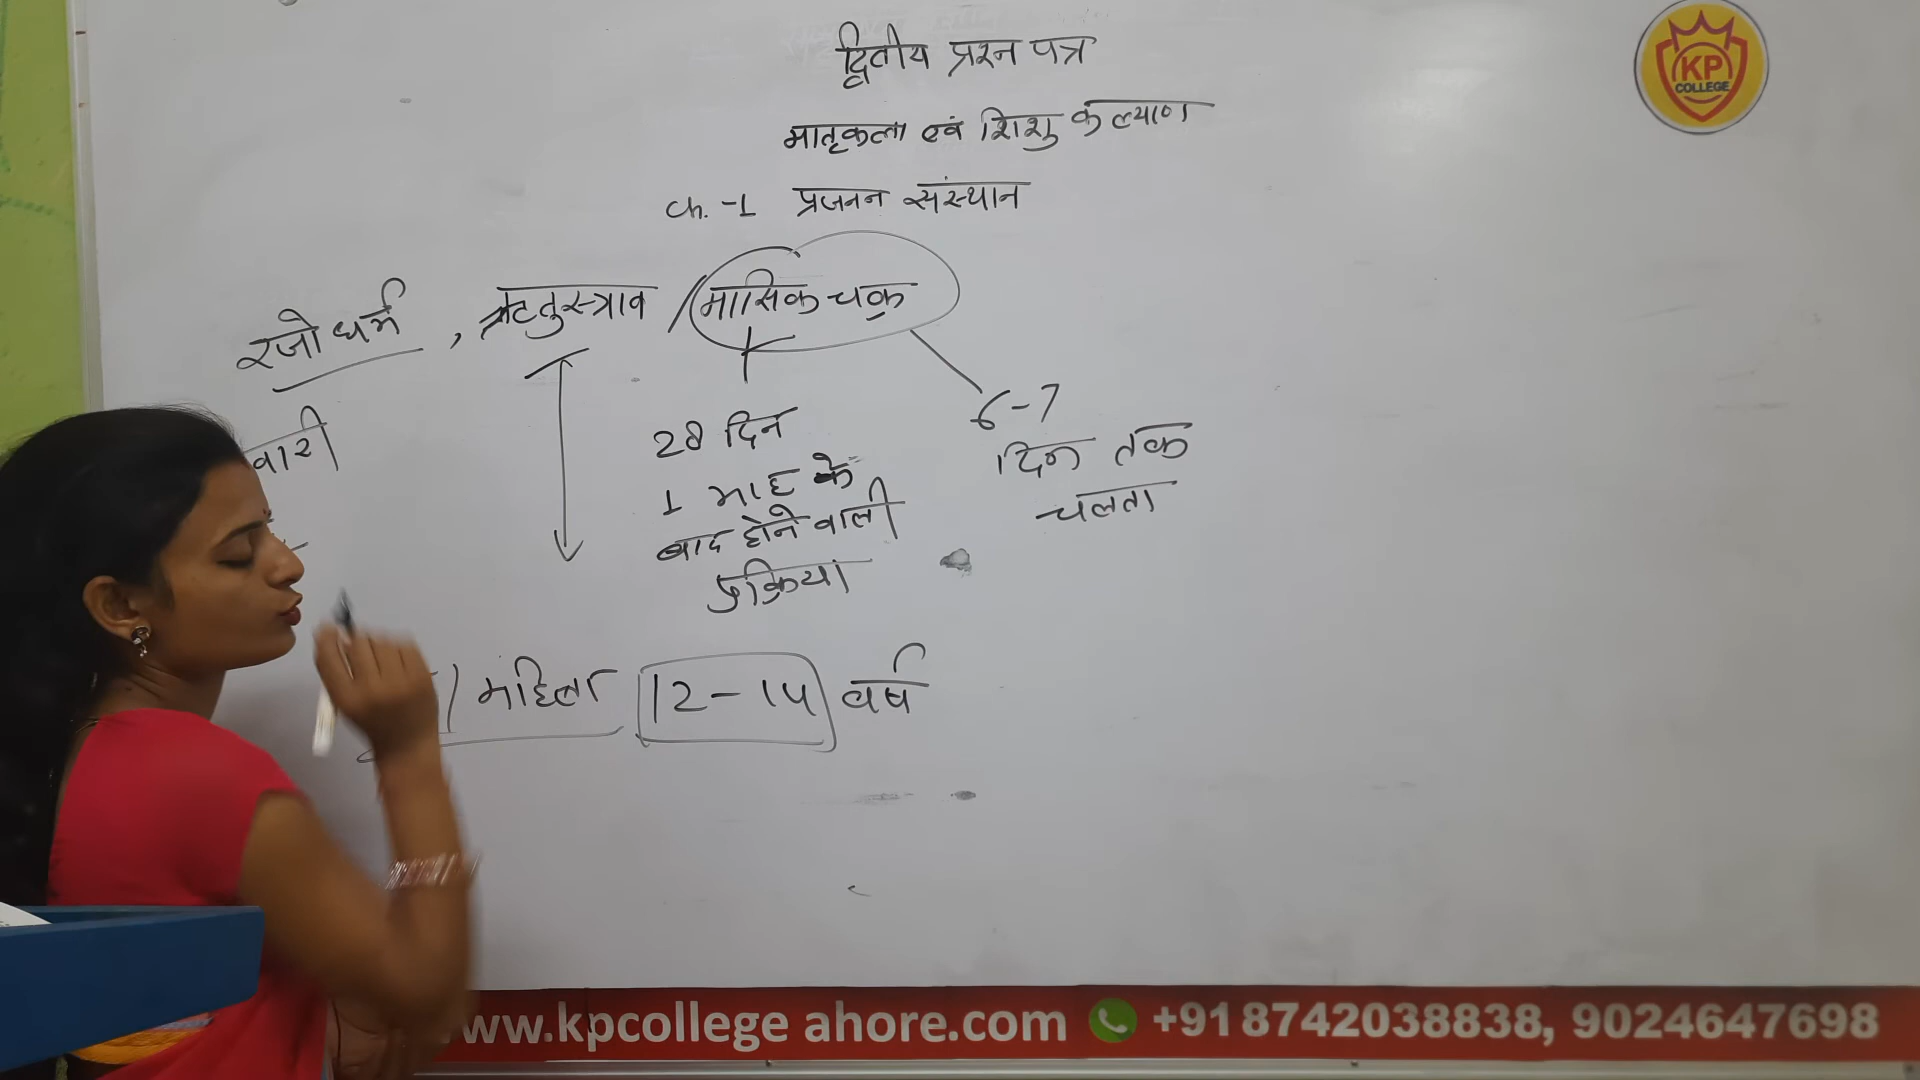 द्वितीय प्रश्न पत्र
मातृकला एवं शिशु कल्याण
Ch. -1 प्रजनन संस्थान
रजोधर्म , ऋतुस्त्राव / मासिक चक्र
वारी
28 दिन
1 माह के
बाद होने वाली
प्रक्रिया
6-7
दिन तक
चलता
/ महिला 12-14 वर्ष
KP
COLLEGE
ww.kpcollege ahore.com +91 8742038838, 9024647698